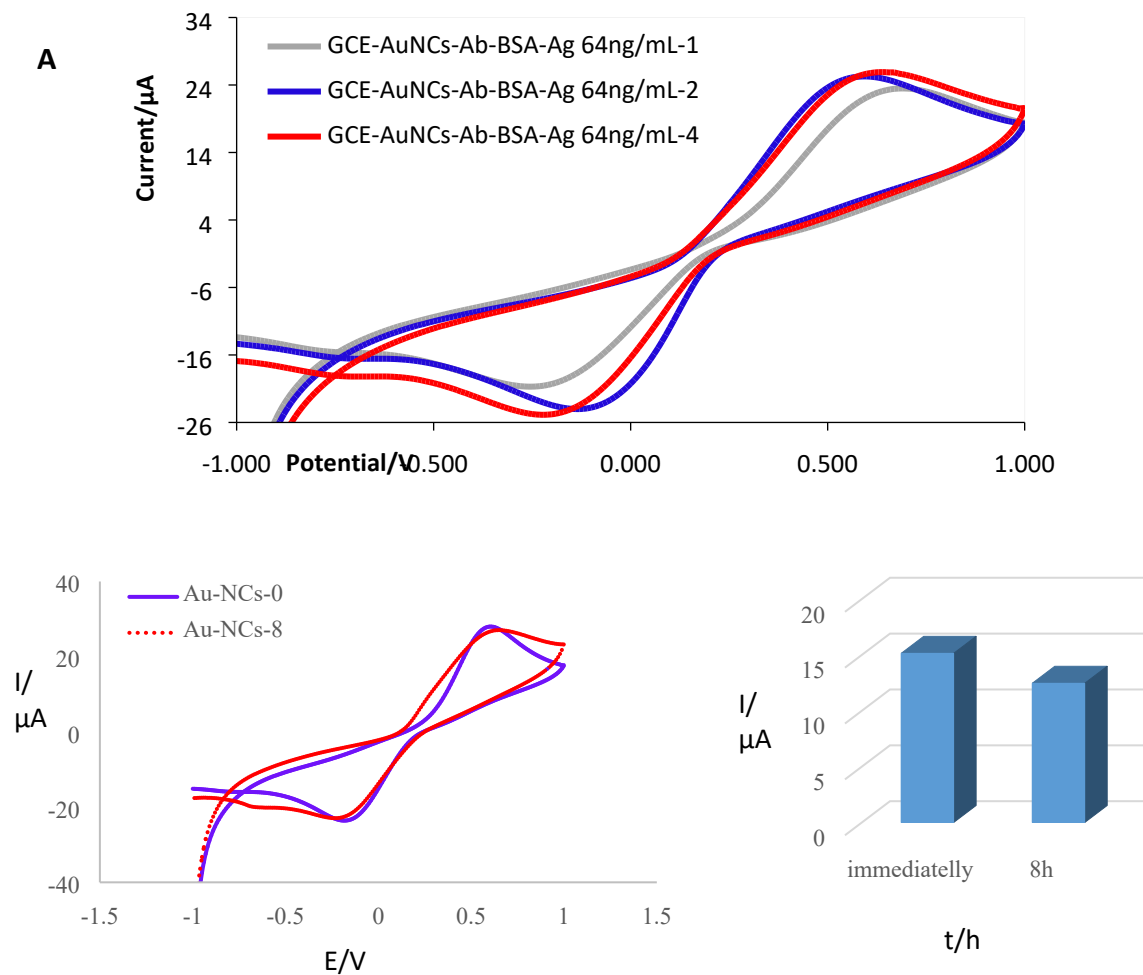 A
Current/µA
34
24
14
4
-6
-16
-26
GCE-AuNCs-Ab-BSA-Ag 64ng/mL-1
GCE-AuNCs-Ab-BSA-Ag 64ng/mL-2
GCE-AuNCs-Ab-BSA-Ag 64ng/mL-4
-1.000 -0.500 0.000 0.500 1.000
Potential/V
40
20
0
-20
-40
I/
µA
Au-NCs-0
Au-NCs-8
-1.5 -1 -0.5 0 0.5 1 1.5
E/V
20
15
10
5
0
I/
µA
immediatelly 8h
t/h